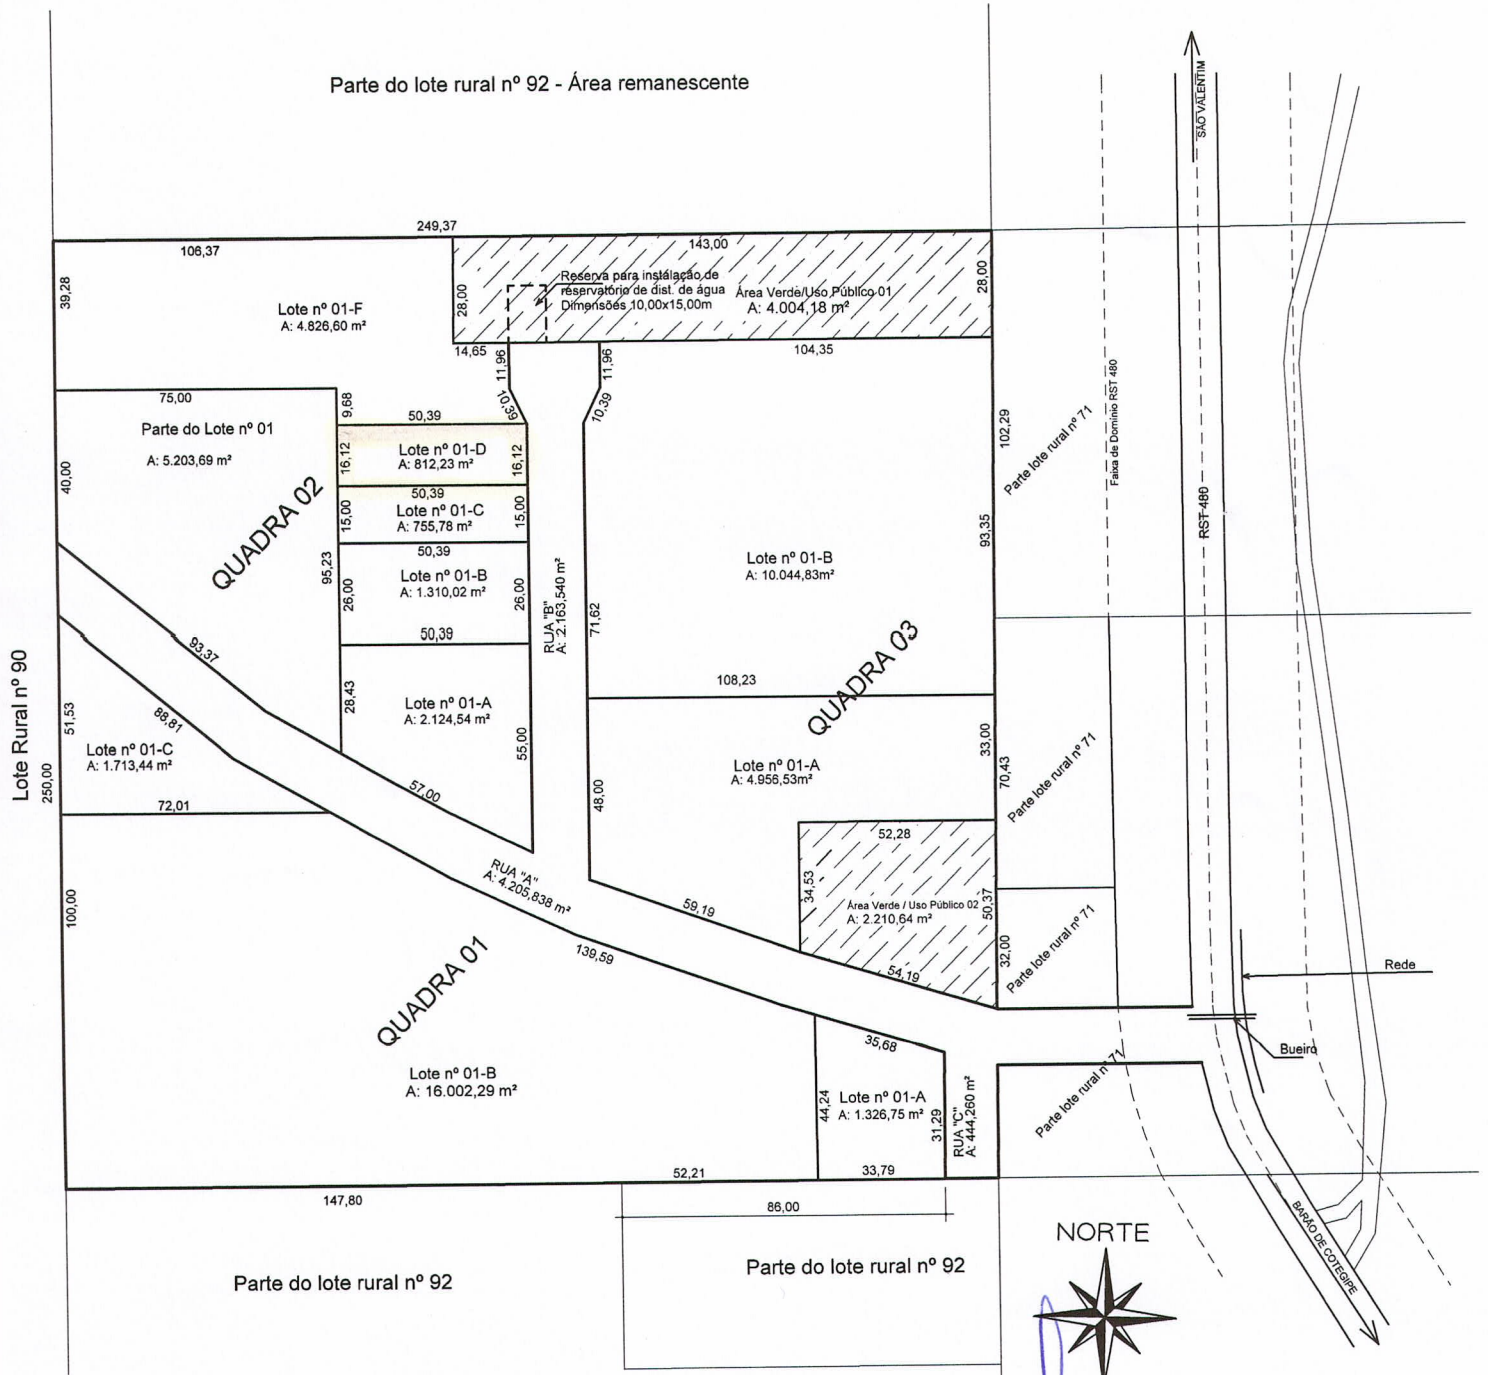 Parte do lote rural nº 92 - Área remanescente
SÃO VALENTIM
249,37
106,37
143,00
39,28
Lote nº 01-F
A: 4.826,60 m²
28,00
Reserva para instalação de
reservatório de dist. de água
Dimensões 10,00x15,00m
Área Verde/Uso Público 01
A: 4.004,18 m²
28,00
14,65
11,96
11,96
104,35
10,39
10,39
75,00
Parte do Lote nº 01
A: 5.203,69 m²
40,00
9,68
50,39
16,12
Lote nº 01-D
A: 812,23 m²
16,12
50,39
15,00
Lote nº 01-C
A: 755,78 m²
15,00
50,39
QUADRA 02
95,23
26,00
Lote nº 01-B
A: 1.310,02 m²
26,00
50,39
RUA "B"
A: 2.163,540 m²
71,62
Lote nº 01-B
A: 10.044,83m²
93,35
102,29
Parte lote rural nº 71
Faixa de Domínio RST 480
RST 480
QUADRA 03
108,23
93,37
88,81
Lote Rural nº 90
250,00
51,53
Lote nº 01-C
A: 1.713,44 m²
72,01
28,43
Lote nº 01-A
A: 2.124,54 m²
55,00
57,00
48,00
Lote nº 01-A
A: 4.956,53m²
33,00
70,43
Parte lote rural nº 71
52,28
34,53
Área Verde / Uso Público 02
A: 2.210,64 m²
50,37
54,19
32,00
Parte lote rural nº 71
RUA "A"
A: 4.205,838 m²
59,19
139,59
100,00
QUADRA 01
Lote nº 01-B
A: 16.002,29 m²
Rede
Bueiro
35,68
44,24
Lote nº 01-A
A: 1.326,75 m²
31,29
RUA "C"
A: 444,260 m²
Parte lote rural nº 71
52,21
33,79
147,80
86,00
Parte do lote rural nº 92
Parte do lote rural nº 92
NORTE
BARÃO DE COTEGIPE